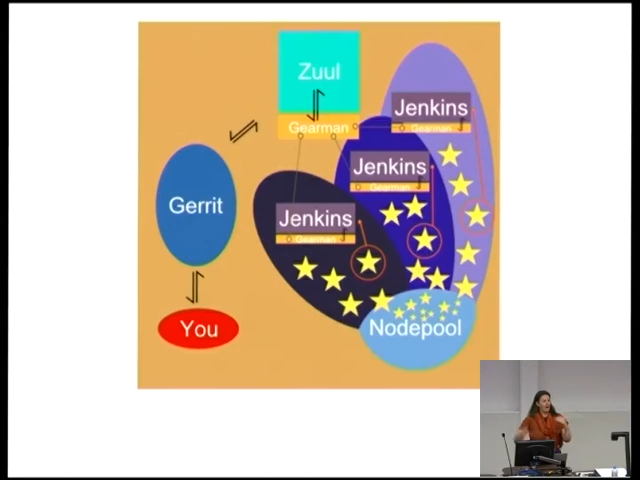 Zuul
Gearman
Jenkins
Gearman
Jenkins
Gearman
Jenkins
Gearman
Gerrit
You
Nodepool